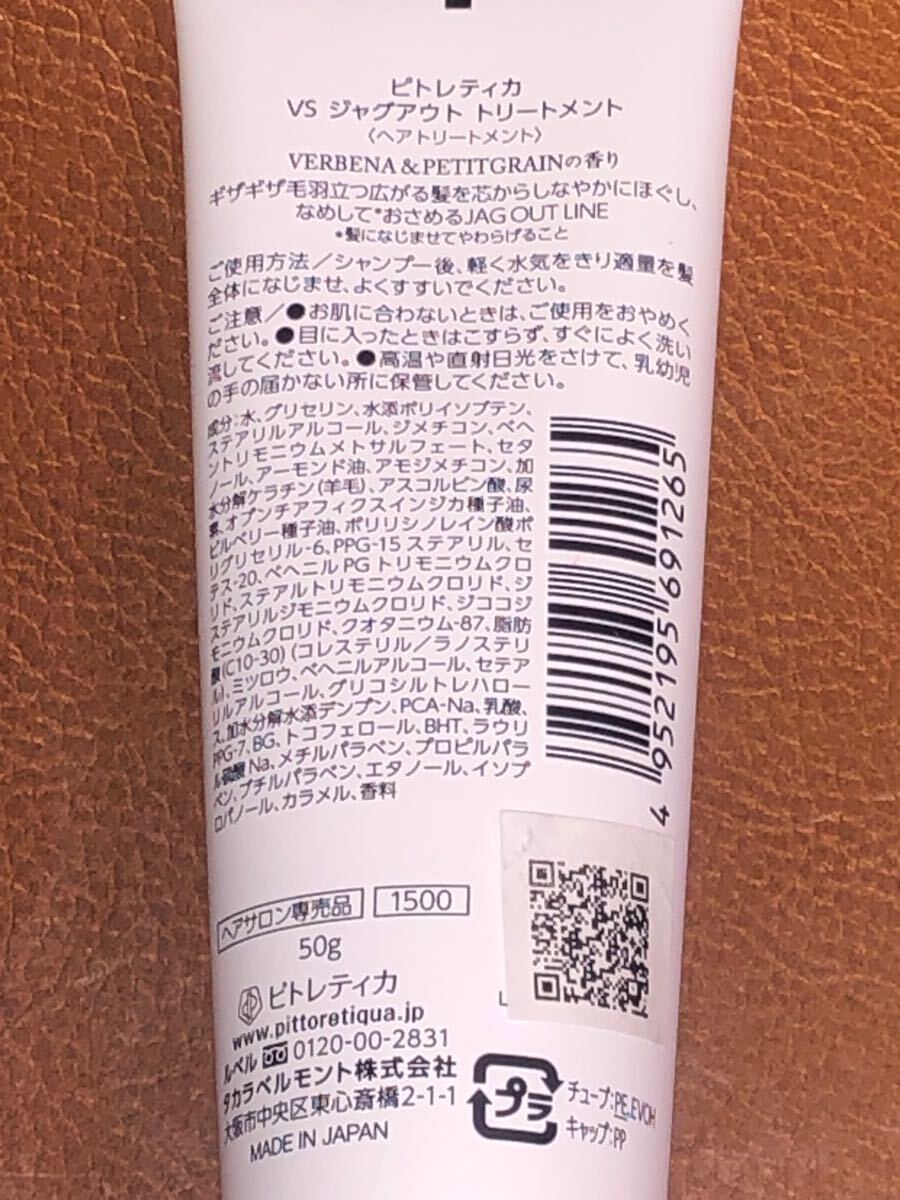 ピトレティカ
VS ジャグアウト トリートメント
〈ヘアトリートメント〉
VERBENA & PETITGRAINの香り
ギザギザ毛羽立つ広がる髪を芯からしなやかにほぐし、
なめして*おさめるJAG OUT LINE
*髪になじませてやわらげること
ご使用方法／シャンプー後、軽く水気をきり適量を髪
全体になじませ、よくすすいでください。
ご注意／●お肌に合わないときは、ご使用をおやめく
ださい。●目に入ったときはこすらず、すぐによく洗い
流してください。●高温や直射日光をさけて、乳幼児
の手の届かない所に保管してください。
成分：水、グリセリン、水添ポリイソブテン、
ステアリルアルコール、ジメチコン、ベヘ
ントリモニウムメトサルフェート、セタ
ノール、アーモンド油、アモジメチコン、加
水分解ケラチン(羊毛)、アスコルビン酸、尿
素、オプンチアフィクスインジカ種子油、
ビルベリー種子油、ポリリシノレイン酸ポ
リグリセリル-6、PPG-15ステアリル、セ
テス-20、ベヘニルPGトリモニウムクロ
リド、ステアルトリモニウムクロリド、ジ
ステアリルジモニウムクロリド、ジココジ
モニウムクロリド、クオタニウム-87、脂肪
酸(C10-30)(コレステリル／ラノステリ
ル)、ミツロウ、ベヘニルアルコール、セテア
リルアルコール、グリコシルトレハロー
ス、加水分解水添デンプン、PCA-Na、乳酸、
PPG-7、BG、トコフェロール、BHT、ラウリ
ル硫酸Na、メチルパラベン、プロピルパラ
ベン、ブチルパラベン、エタノール、イソプ
ロパノール、カラメル、香料
4 952195 691265
ヘアサロン専売品 1500
50g
ピトレティカ
www.pittoretiqua.jp
ルベル 0120-00-2831
タカラベルモント株式会社
大阪市中央区東心斎橋2-1-1
MADE IN JAPAN
プラ
チューブ:PE,EVOH
キャップ:PP